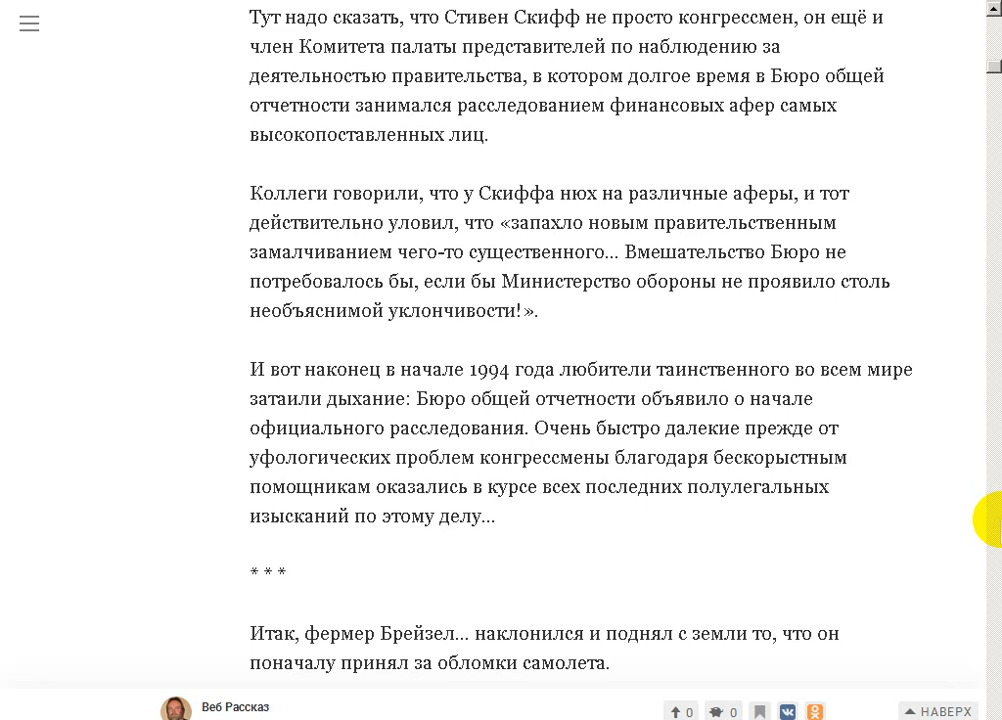 Тут надо сказать, что Стивен Скифф не просто конгрессмен, он ещё и
член Комитета палаты представителей по наблюдению за
деятельностью правительства, в котором долгое время в Бюро общей
отчетности занимался расследованием финансовых афер самых
высокопоставленных лиц.
Коллеги говорили, что у Скиффа нюх на различные аферы, и тот
действительно уловил, что «запахло новым правительственным
замалчиванием чего-то существенного... Вмешательство Бюро не
потребовалось бы, если бы Министерство обороны не проявило столь
необъяснимой уклончивости!».
И вот наконец в начале 1994 года любители таинственного во всем мире
затаили дыхание: Бюро общей отчетности объявило о начале
официального расследования. Очень быстро далекие прежде от
уфологических проблем конгрессмены благодаря бескорыстным
помощникам оказались в курсе всех последних полулегальных
изысканий по этому делу...
* * *
Итак, фермер Брейзел... наклонился и поднял с земли то, что он
поначалу принял за обломки самолета.
Веб Рассказ
0 0 НАВЕРХ